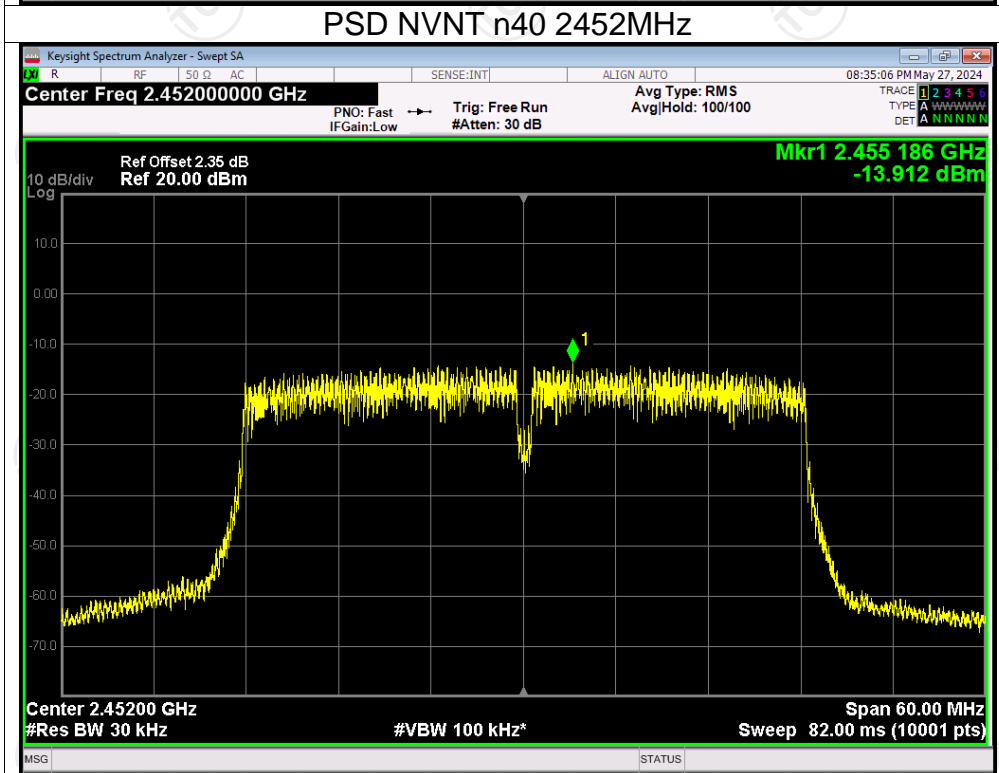 PSD NVNT n40 2452MHz
Keysight Spectrum Analyzer - Swept SA
LXI R RF 50 Ω AC SENSE:INT ALIGN AUTO 08:35:06 PM May 27, 2024
Center Freq 2.452000000 GHz Avg Type: RMS TRACE 1 2 3 4 5 6
PNO: Fast Trig: Free Run Avg|Hold: 100/100 TYPE A WWWWW
IFGain:Low #Atten: 30 dB DET A N N N N N
Mkr1 2.455 186 GHz
Ref Offset 2.35 dB
10 dB/div Ref 20.00 dBm -13.912 dBm
Log
10.0
0.00
1
-10.0
-20.0
-30.0
-40.0
-50.0
-60.0
-70.0
Center 2.45200 GHz Span 60.00 MHz
#Res BW 30 kHz #VBW 100 kHz* Sweep 82.00 ms (10001 pts)
MSG STATUS